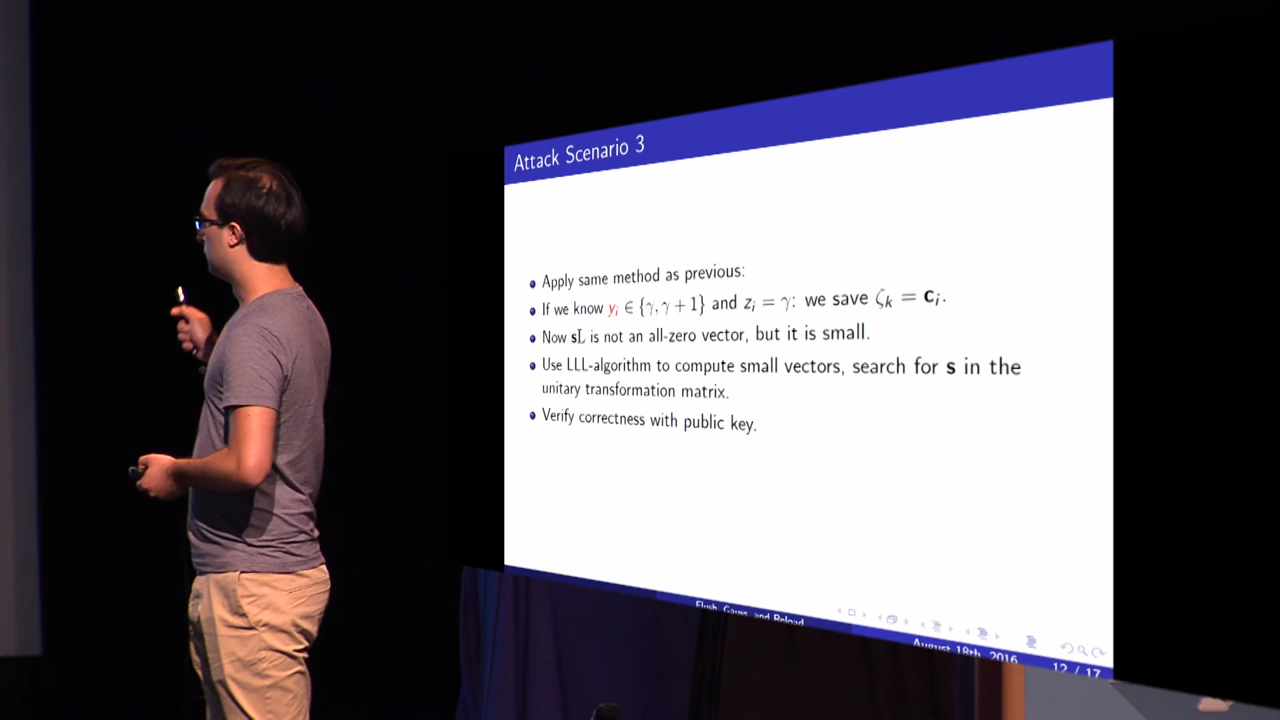 Attack Scenario 3
Apply same method as previous:
If we know yᵢ ∈ {γ, γ + 1} and zᵢ = γ: we save ζₖ = cᵢ.
Now sL is not an all-zero vector, but it is small.
Use LLL-algorithm to compute small vectors, search for s in the
unitary transformation matrix.
Verify correctness with public key.
Flush, Gauss, and Reload
August 18th, 2016
12 / 17